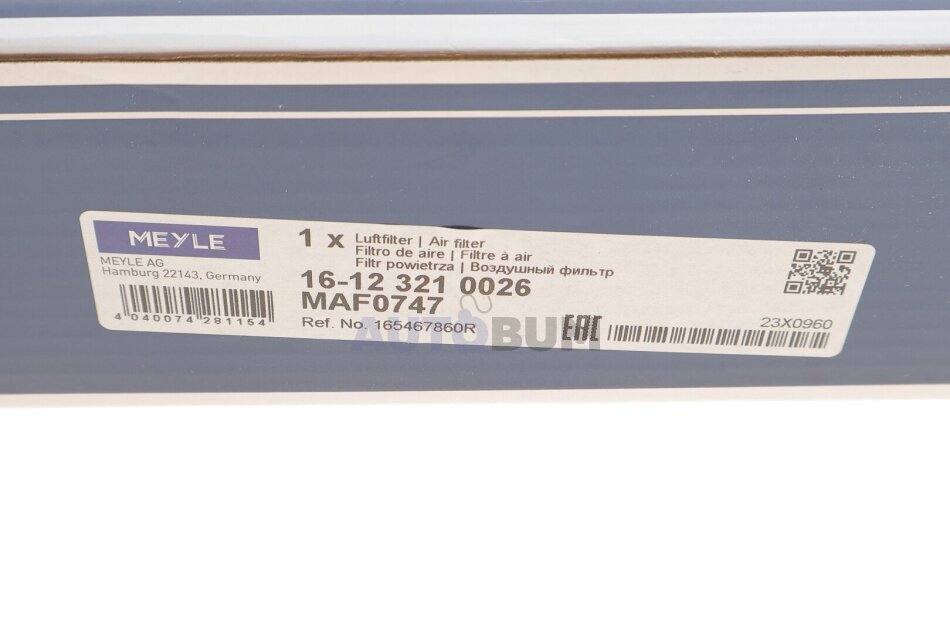 MEYLE
MEYLE AG
Hamburg 22143, Germany
4 040074 281154
1 x Luftfilter | Air filter
Filtro de aire | Filtre à air
Filtr powietrza | Воздушный фильтр
16-12 321 0026
MAF0747
Ref. No. 165467860R
EAC
23X0960
AUTOBUM